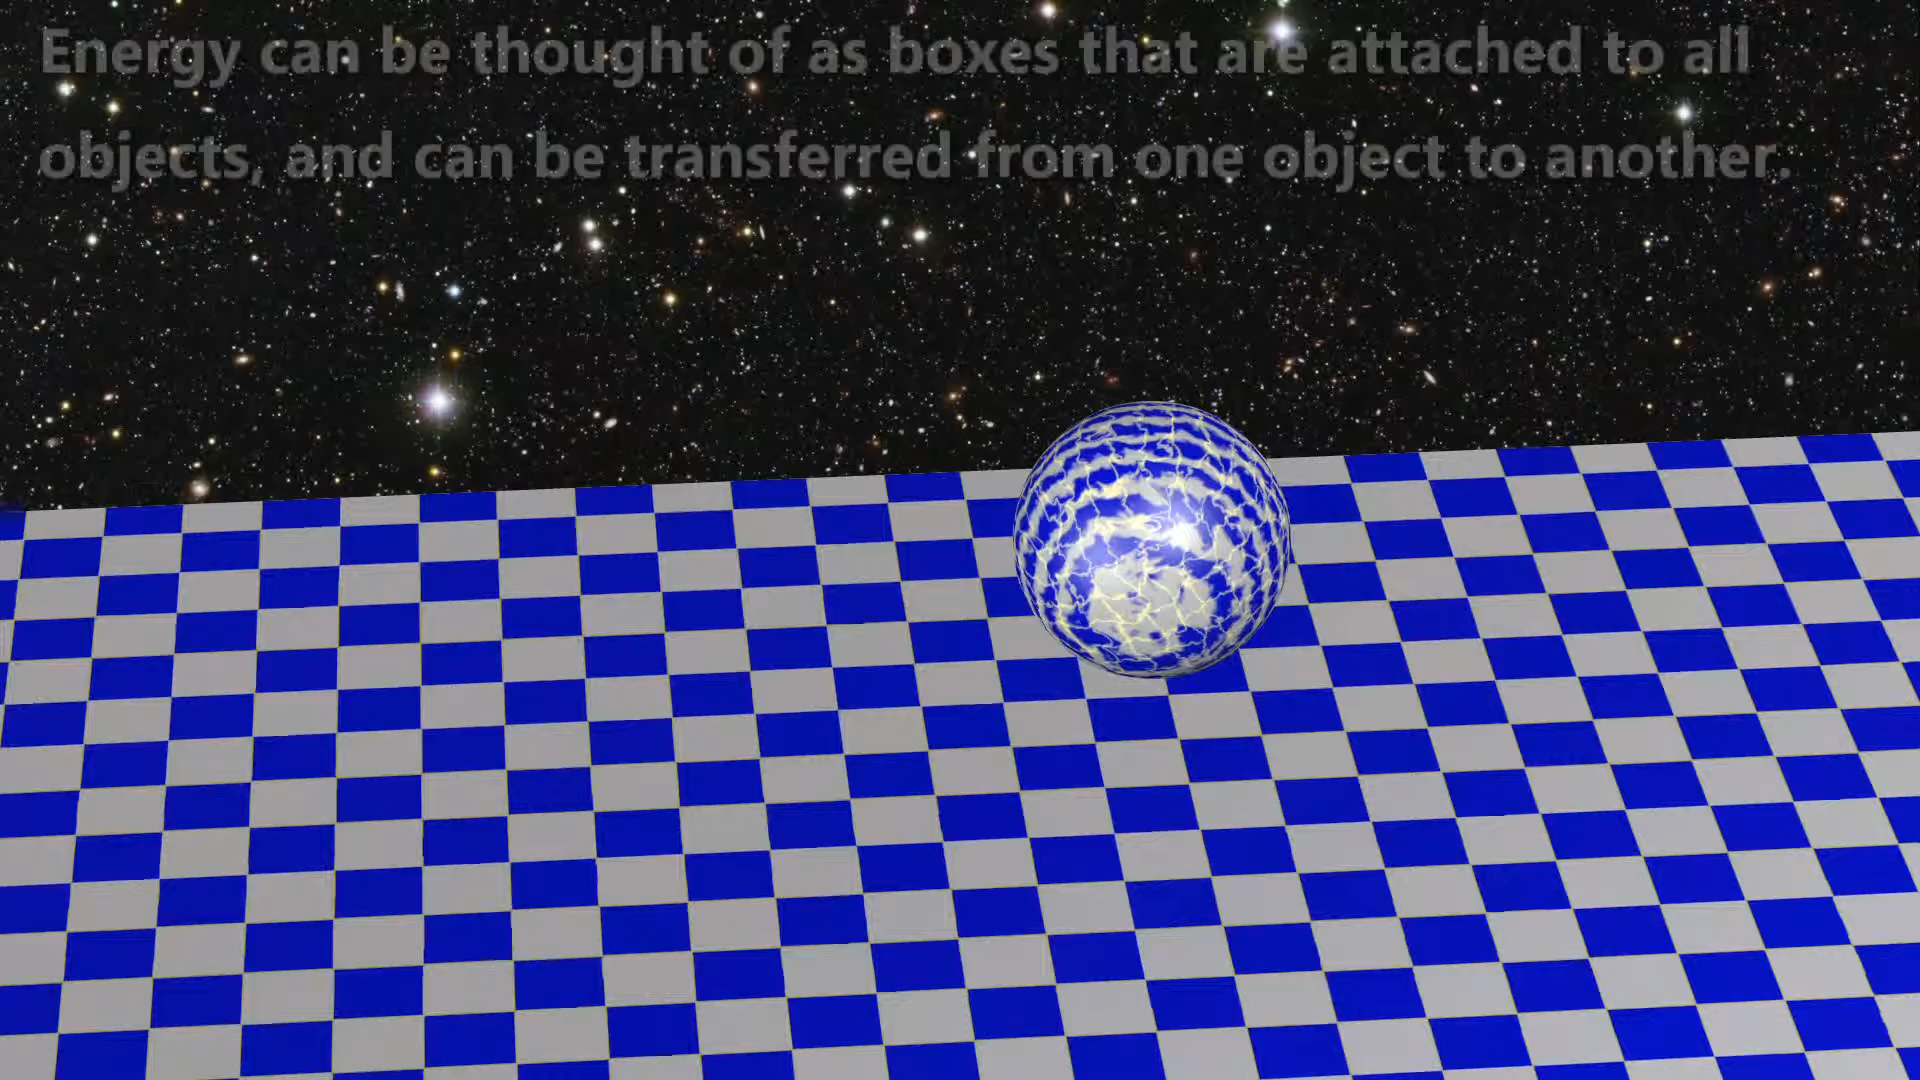 Energy can be thought of as boxes that are attached to all
objects, and can be transferred from one object to another.